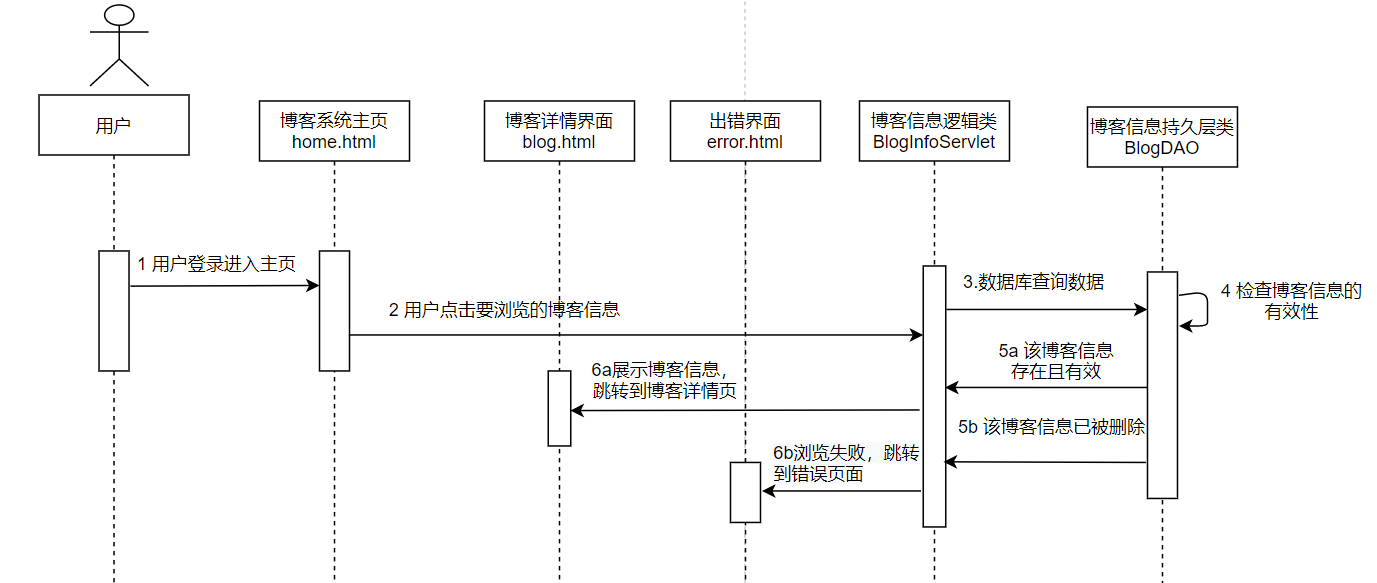 用户
博客系统主页
home.html
博客详情界面
blog.html
出错界面
error.html
博客信息逻辑类
BlogInfoServlet
博客信息持久层类
BlogDAO
1 用户登录进入主页
2 用户点击要浏览的博客信息
3.数据库查询数据
4 检查博客信息的
有效性
5a 该博客信息
存在且有效
6a展示博客信息，
跳转到博客详情页
5b 该博客信息已被删除
6b浏览失败，跳转
到错误页面